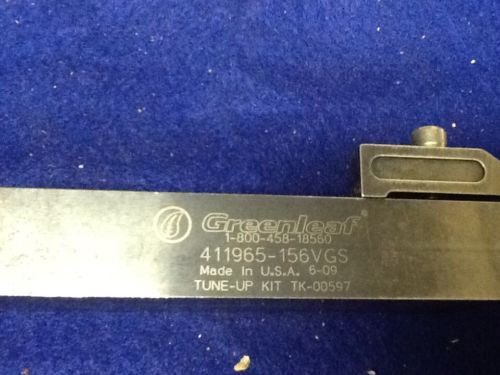 Greenleaf®
1-800-458-18560
411965-156VGS
Made In U.S.A. 6-09
TUNE-UP KIT TK-00597